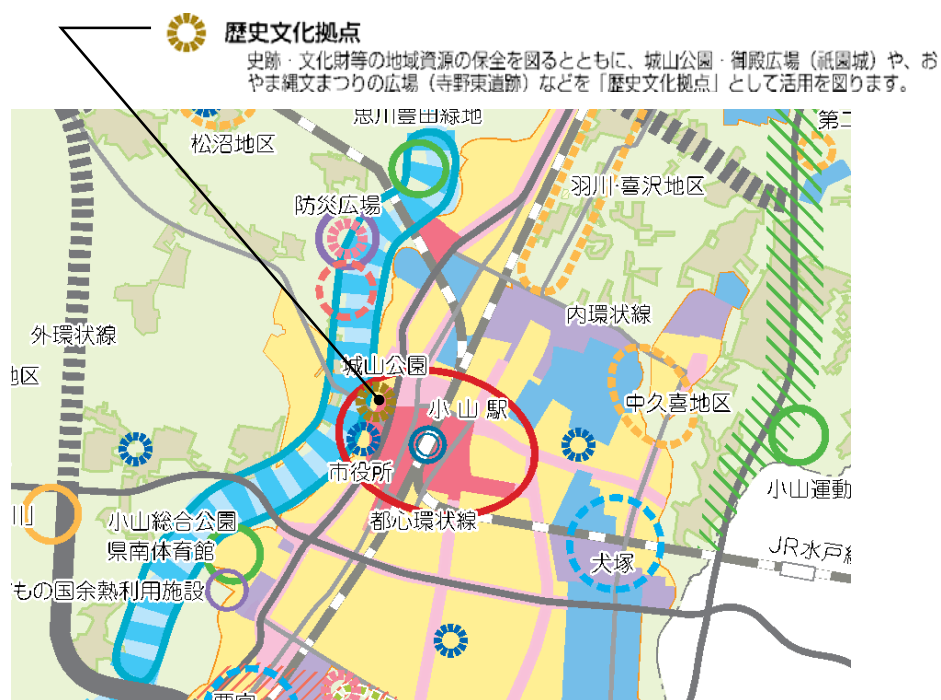 歴史文化拠点
史跡・文化財等の地域資源の保全を図るとともに、城山公園・御殿広場（祇園城）や、お
やま縄文まつりの広場（寺野東遺跡）などを「歴史文化拠点」として活用を図ります。
思川豊田緑地
第二
松沼地区
羽川・喜沢地区
防災広場
内環状線
外環状線
城山公園
地区
小山駅
中久喜地区
市役所
小山運動
川
小山総合公園
都心環状線
県南体育館
JR水戸線
犬塚
もの国余熱利用施設